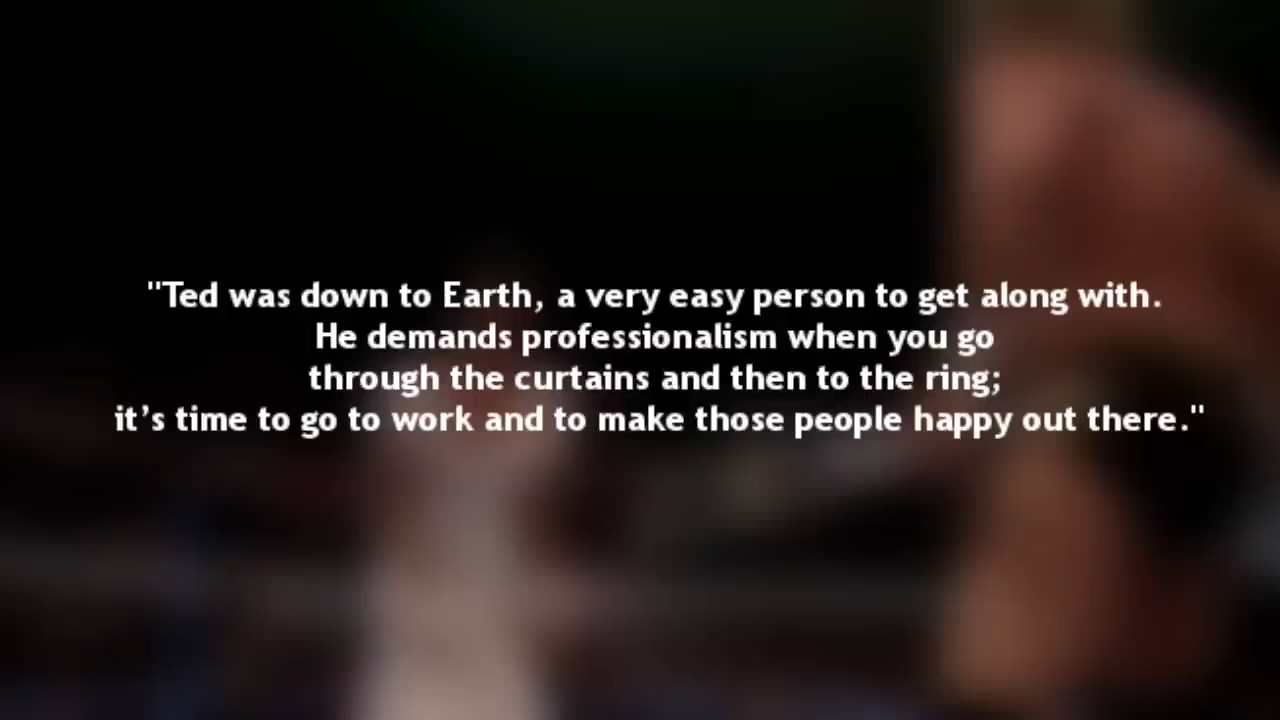 "Ted was down to Earth, a very easy person to get along with.
He demands professionalism when you go
through the curtains and then to the ring;
it’s time to go to work and to make those people happy out there."